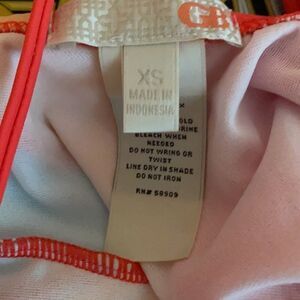 XS
MADE IN
INDONESIA
BLEACH WHEN
NEEDED
DO NOT WRING OR
TWIST
LINE DRY IN SHADE
DO NOT IRON
RN# 58909